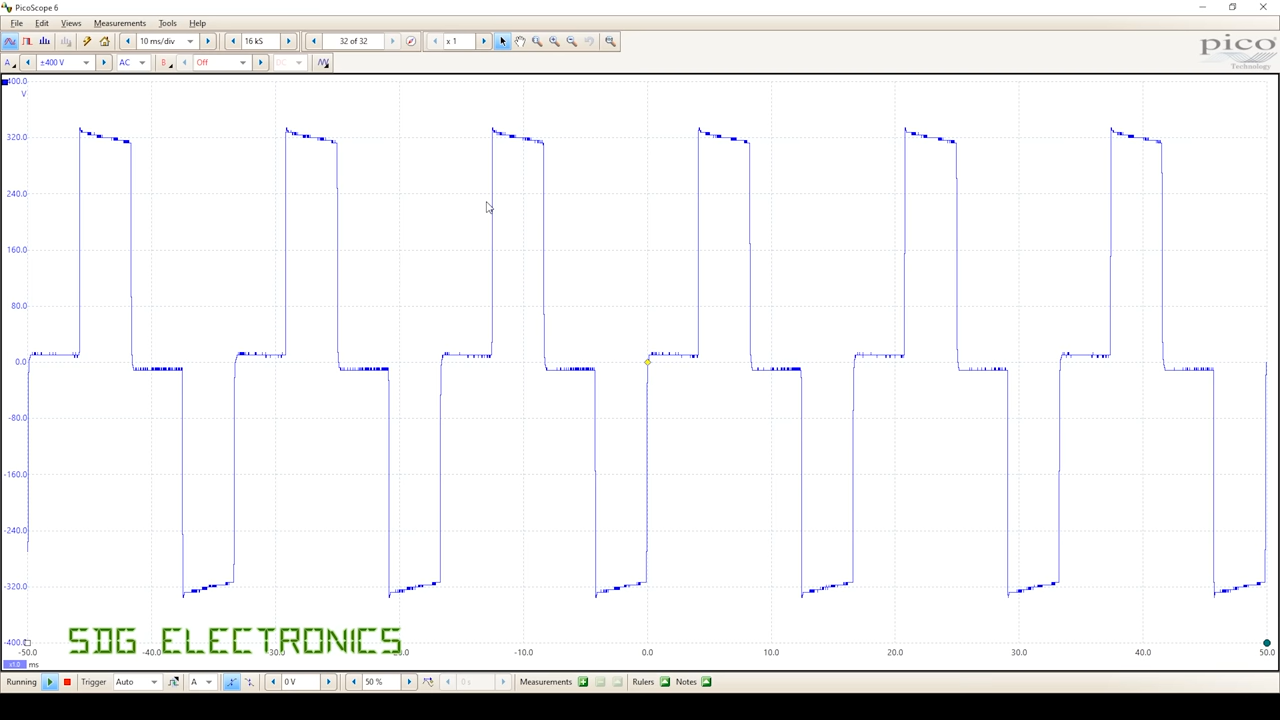 PicoScope 6
File Edit Views Measurements Tools Help
10 ms/div 16 kS 32 of 32 x 1
A ±400 V AC B Off DC
pico
Technology
400.0
V
320.0
240.0
160.0
80.0
0.0
-80.0
-160.0
-240.0
-320.0
-400.0
SDG ELECTRONICS
-50.0 -40.0 -30.0 -20.0 -10.0 0.0 10.0 20.0 30.0 40.0 50.0
x1.0 ms
Running Trigger Auto A 0 V 50 % 0 s Measurements Rulers Notes